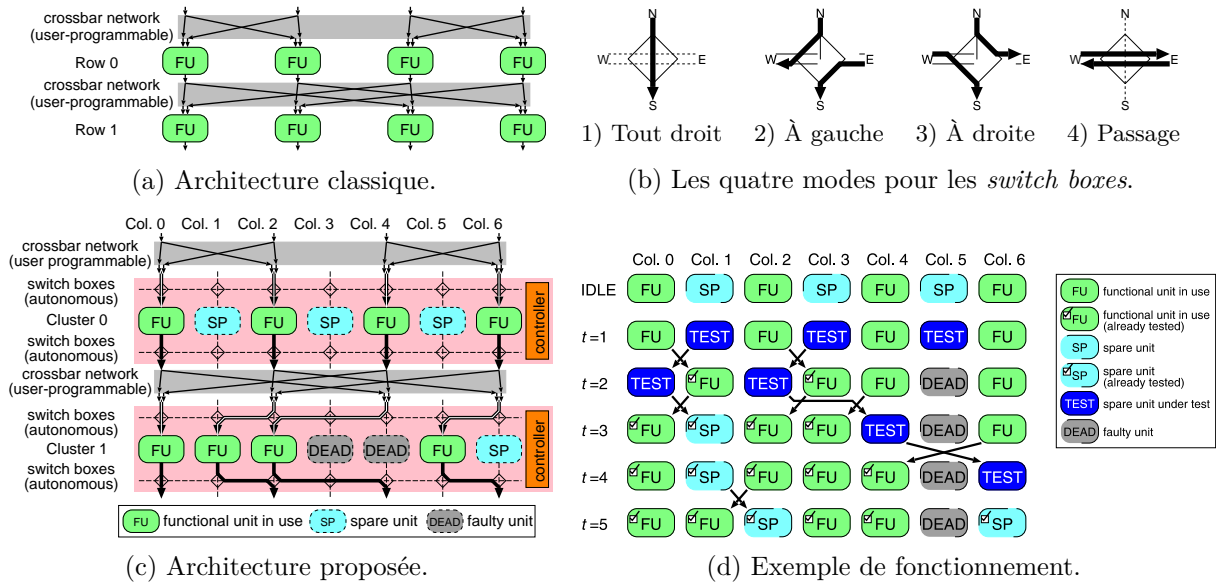 crossbar network
(user-programmable)
Row 0
FU FU FU FU
crossbar network
(user-programmable)
Row 1
FU FU FU FU
(a) Architecture classique.
N N N N
W E W E W E W E
S S S S
1) Tout droit 2) À gauche 3) À droite 4) Passage
(b) Les quatre modes pour les switch boxes.
Col. 0 Col. 1 Col. 2 Col. 3 Col. 4 Col. 5 Col. 6
crossbar network
(user programmable)
switch boxes
(autonomous)
Cluster 0
FU SP FU SP FU SP FU
controller
switch boxes
(autonomous)
crossbar network
(user-programmable)
switch boxes
(autonomous)
Cluster 1
FU FU FU DEAD DEAD FU SP
controller
switch boxes
(autonomous)
FU functional unit in use SP spare unit DEAD faulty unit
(c) Architecture proposée.
Col. 0 Col. 1 Col. 2 Col. 3 Col. 4 Col. 5 Col. 6
IDLE FU SP FU SP FU SP FU
t=1 FU TEST FU TEST FU TEST FU
t=2 TEST FU TEST FU FU DEAD FU
t=3 FU SP FU FU TEST DEAD FU
t=4 FU SP FU FU FU DEAD TEST
t=5 FU FU SP FU FU DEAD SP
FU functional unit in use
FU functional unit in use
(already tested)
SP spare unit
SP spare unit
(already tested)
TEST spare unit under test
DEAD faulty unit
(d) Exemple de fonctionnement.